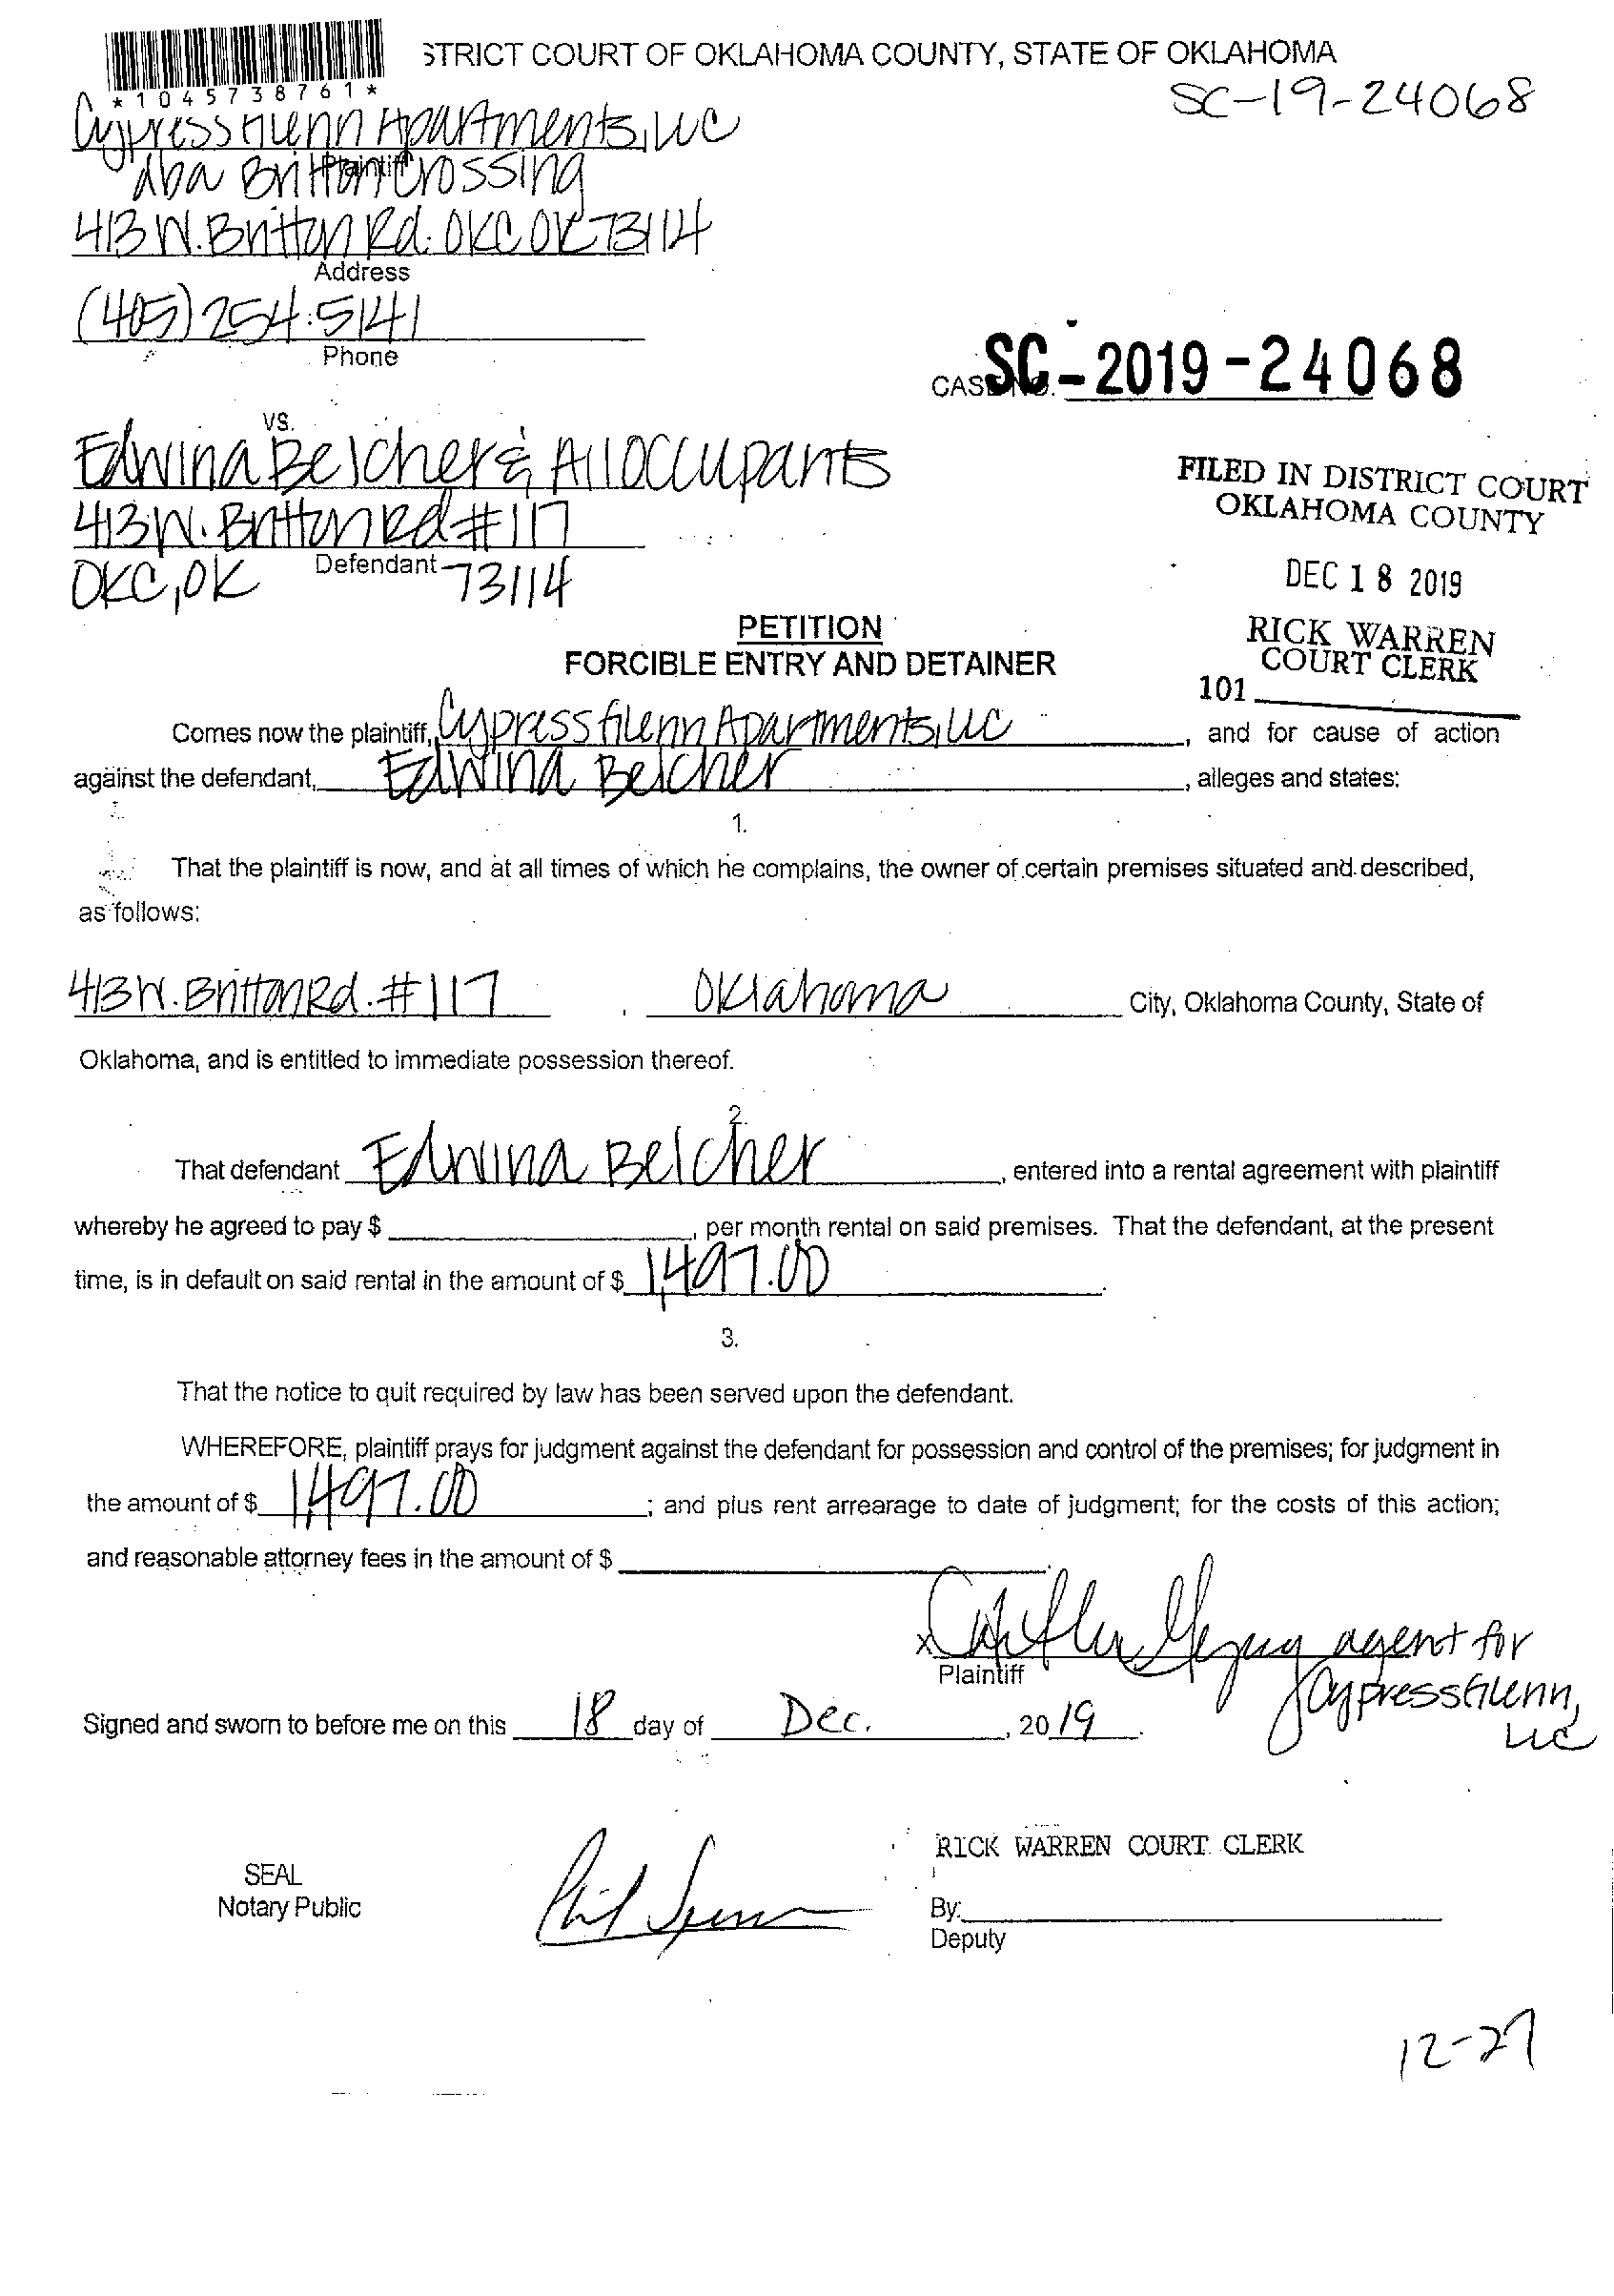 STRICT COURT OF OKLAHOMA COUNTY, STATE OF OKLAHOMA
*1045738761*
SC-19-24068
Cypress Glenn Apartments, LLC
dba Britton Crossing
Plaintiff
413 W. Britton Rd. OKC OK 73114
Address
(405) 254.5141
Phone
CASE NO. SC-2019-24068
vs.
Edwina Belcher & All Occupants
413 W. Britton Rd #117
Defendant
OKC, OK 73114
FILED IN DISTRICT COURT
OKLAHOMA COUNTY
DEC 18 2019
RICK WARREN
COURT CLERK
101
PETITION
FORCIBLE ENTRY AND DETAINER
Comes now the plaintiff, Cypress Glenn Apartments, LLC, and for cause of action
against the defendant, Edwina Belcher, alleges and states:
1.
That the plaintiff is now, and at all times of which he complains, the owner of certain premises situated and described,
as follows:
413 W. Britton Rd. #117, Oklahoma City, Oklahoma County, State of
Oklahoma, and is entitled to immediate possession thereof.
2.
That defendant Edwina Belcher, entered into a rental agreement with plaintiff
whereby he agreed to pay $, per month rental on said premises. That the defendant, at the present
time, is in default on said rental in the amount of $ 1,497.00.
3.
That the notice to quit required by law has been served upon the defendant.
WHEREFORE, plaintiff prays for judgment against the defendant for possession and control of the premises; for judgment in
the amount of $ 1,497.00; and plus rent arrearage to date of judgment; for the costs of this action;
and reasonable attorney fees in the amount of $.
x agent for
Plaintiff
Cypress Glenn,
LLC
Signed and sworn to before me on this 18 day of Dec., 2019.
RICK WARREN COURT CLERK
SEAL
Notary Public
By:
Deputy
12-27